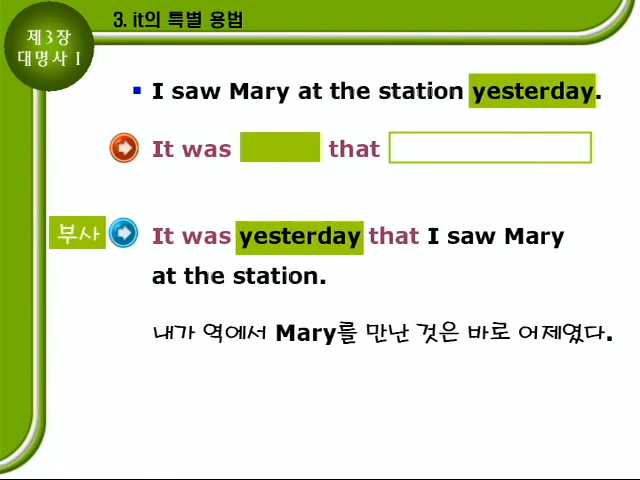 제3장
대명사 I
3. it의 특별 용법
▪ I saw Mary at the station yesterday.
It was that
부사 It was yesterday that I saw Mary
at the station.
내가 역에서 Mary를 만난 것은 바로 어제였다.